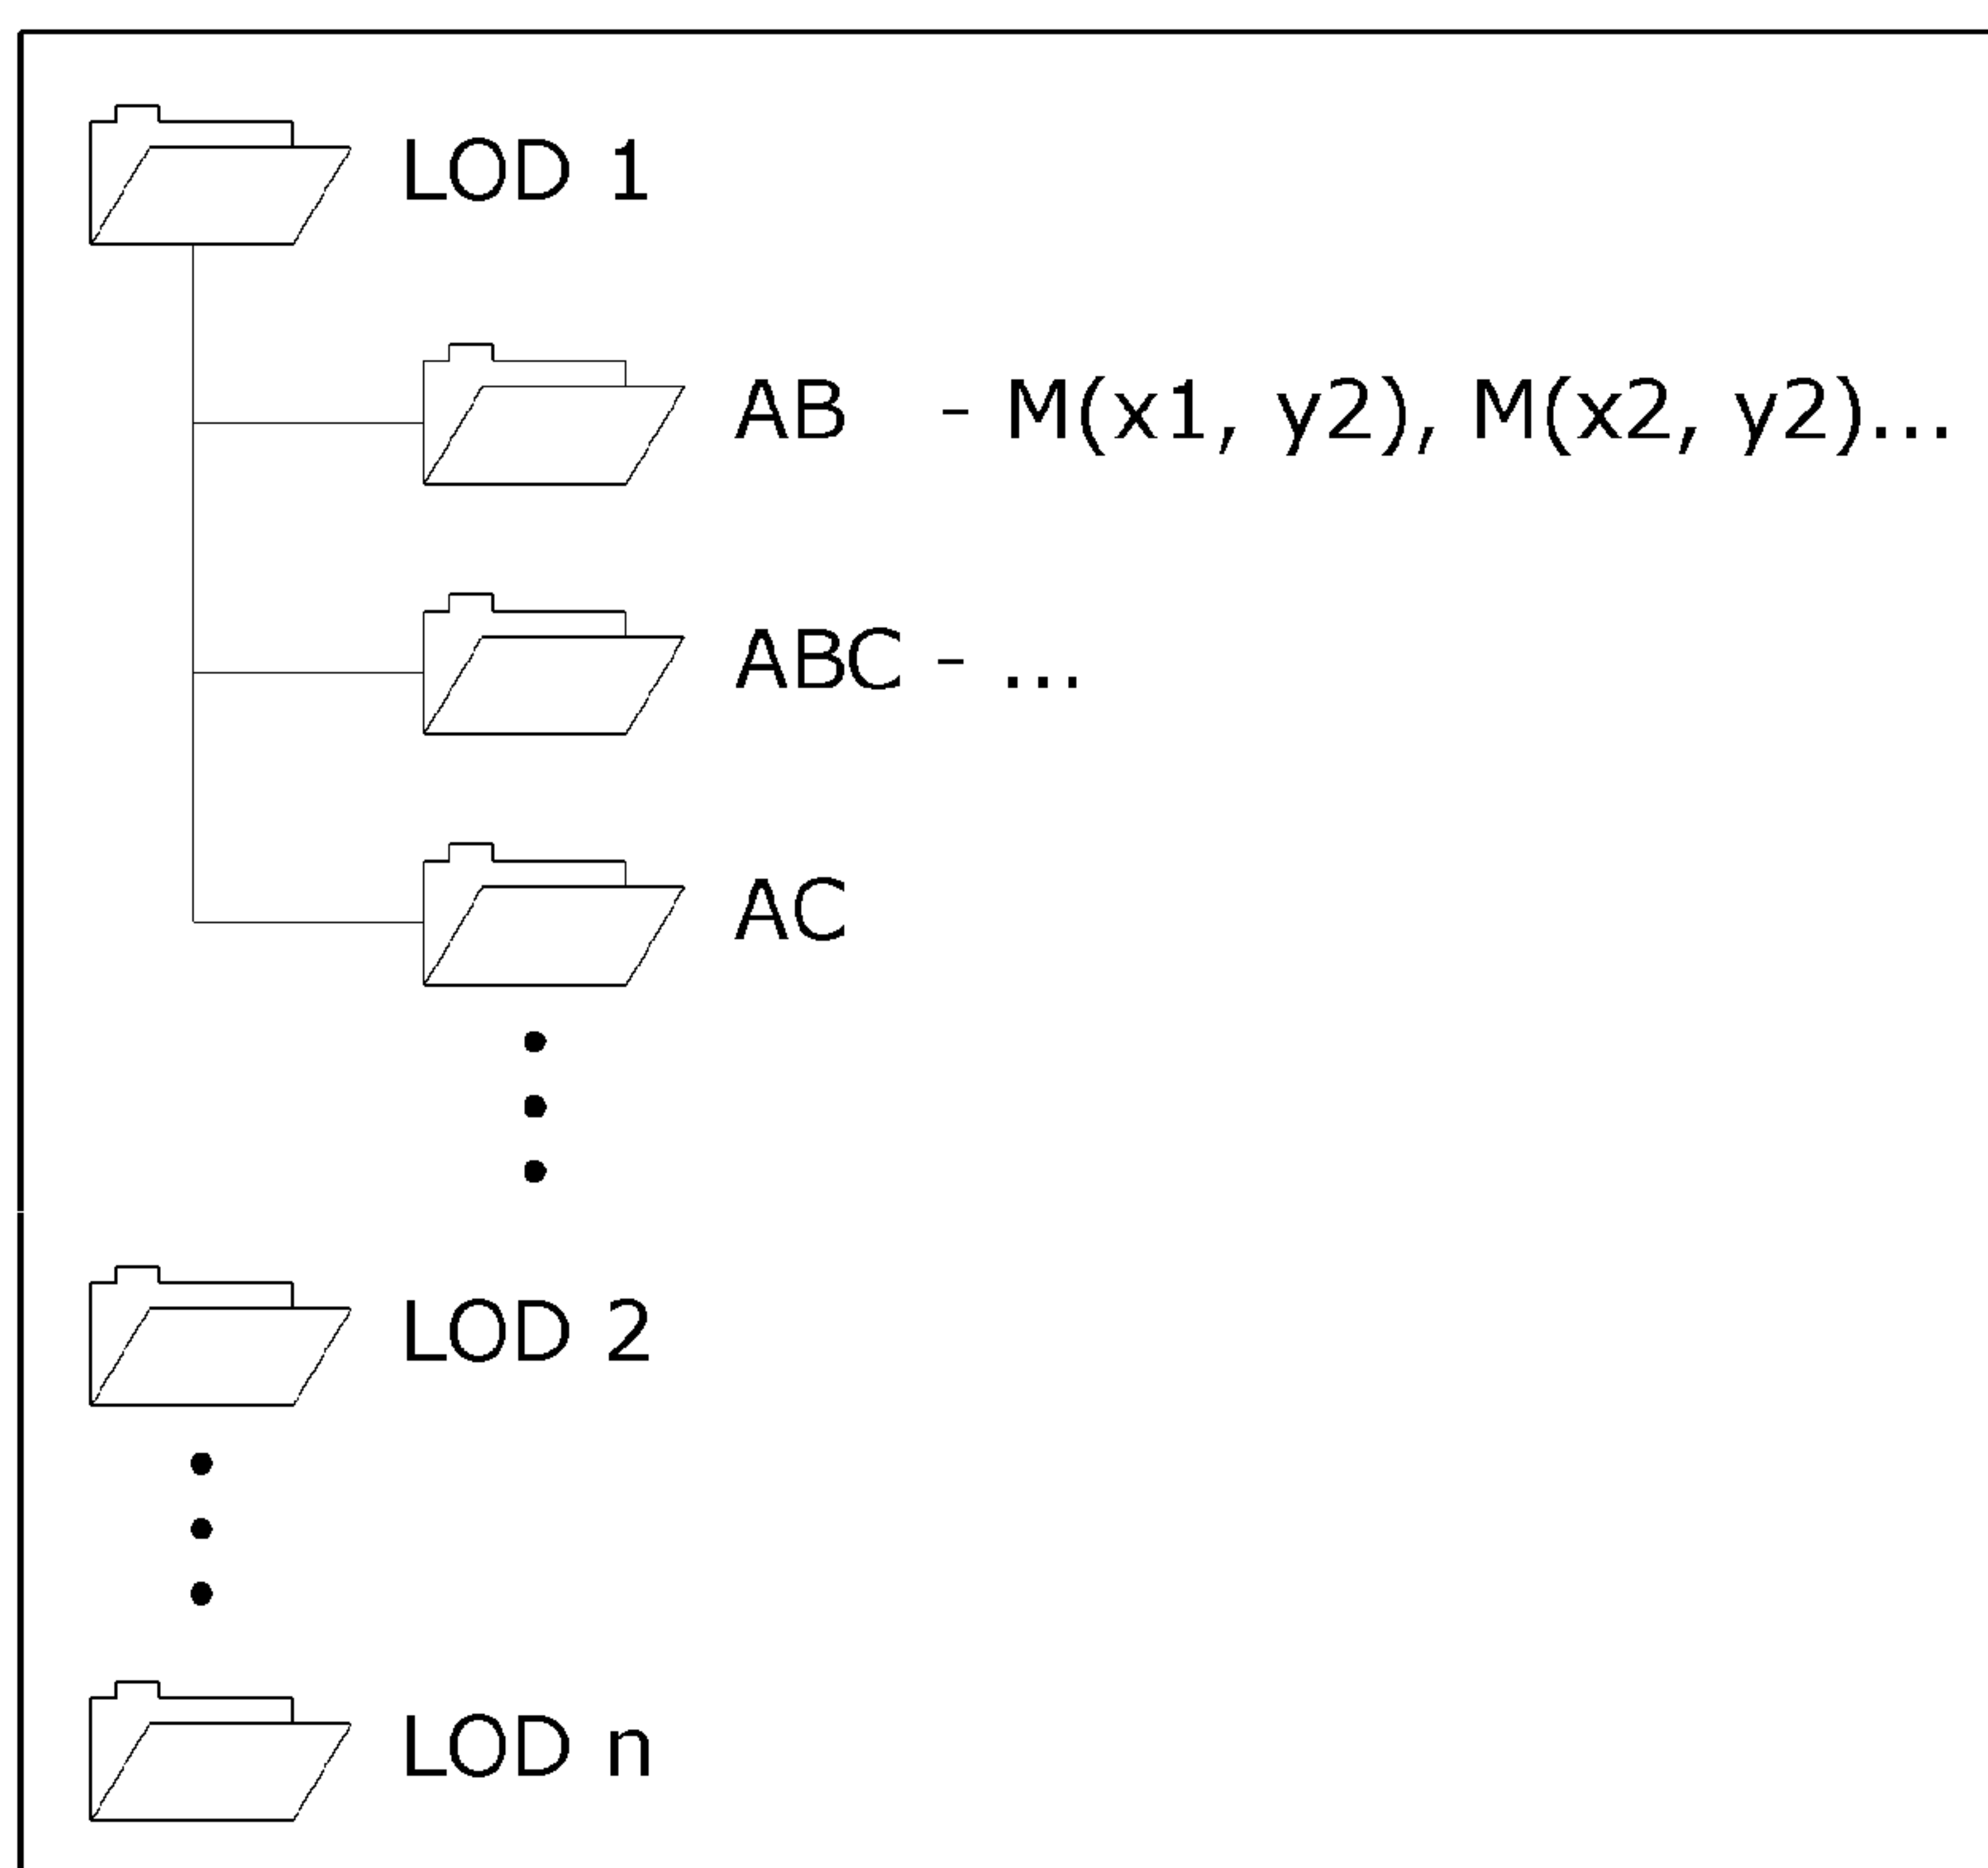 LOD 1
AB - M(x1, y2), M(x2, y2)...
ABC - ...
AC
LOD 2
LOD n